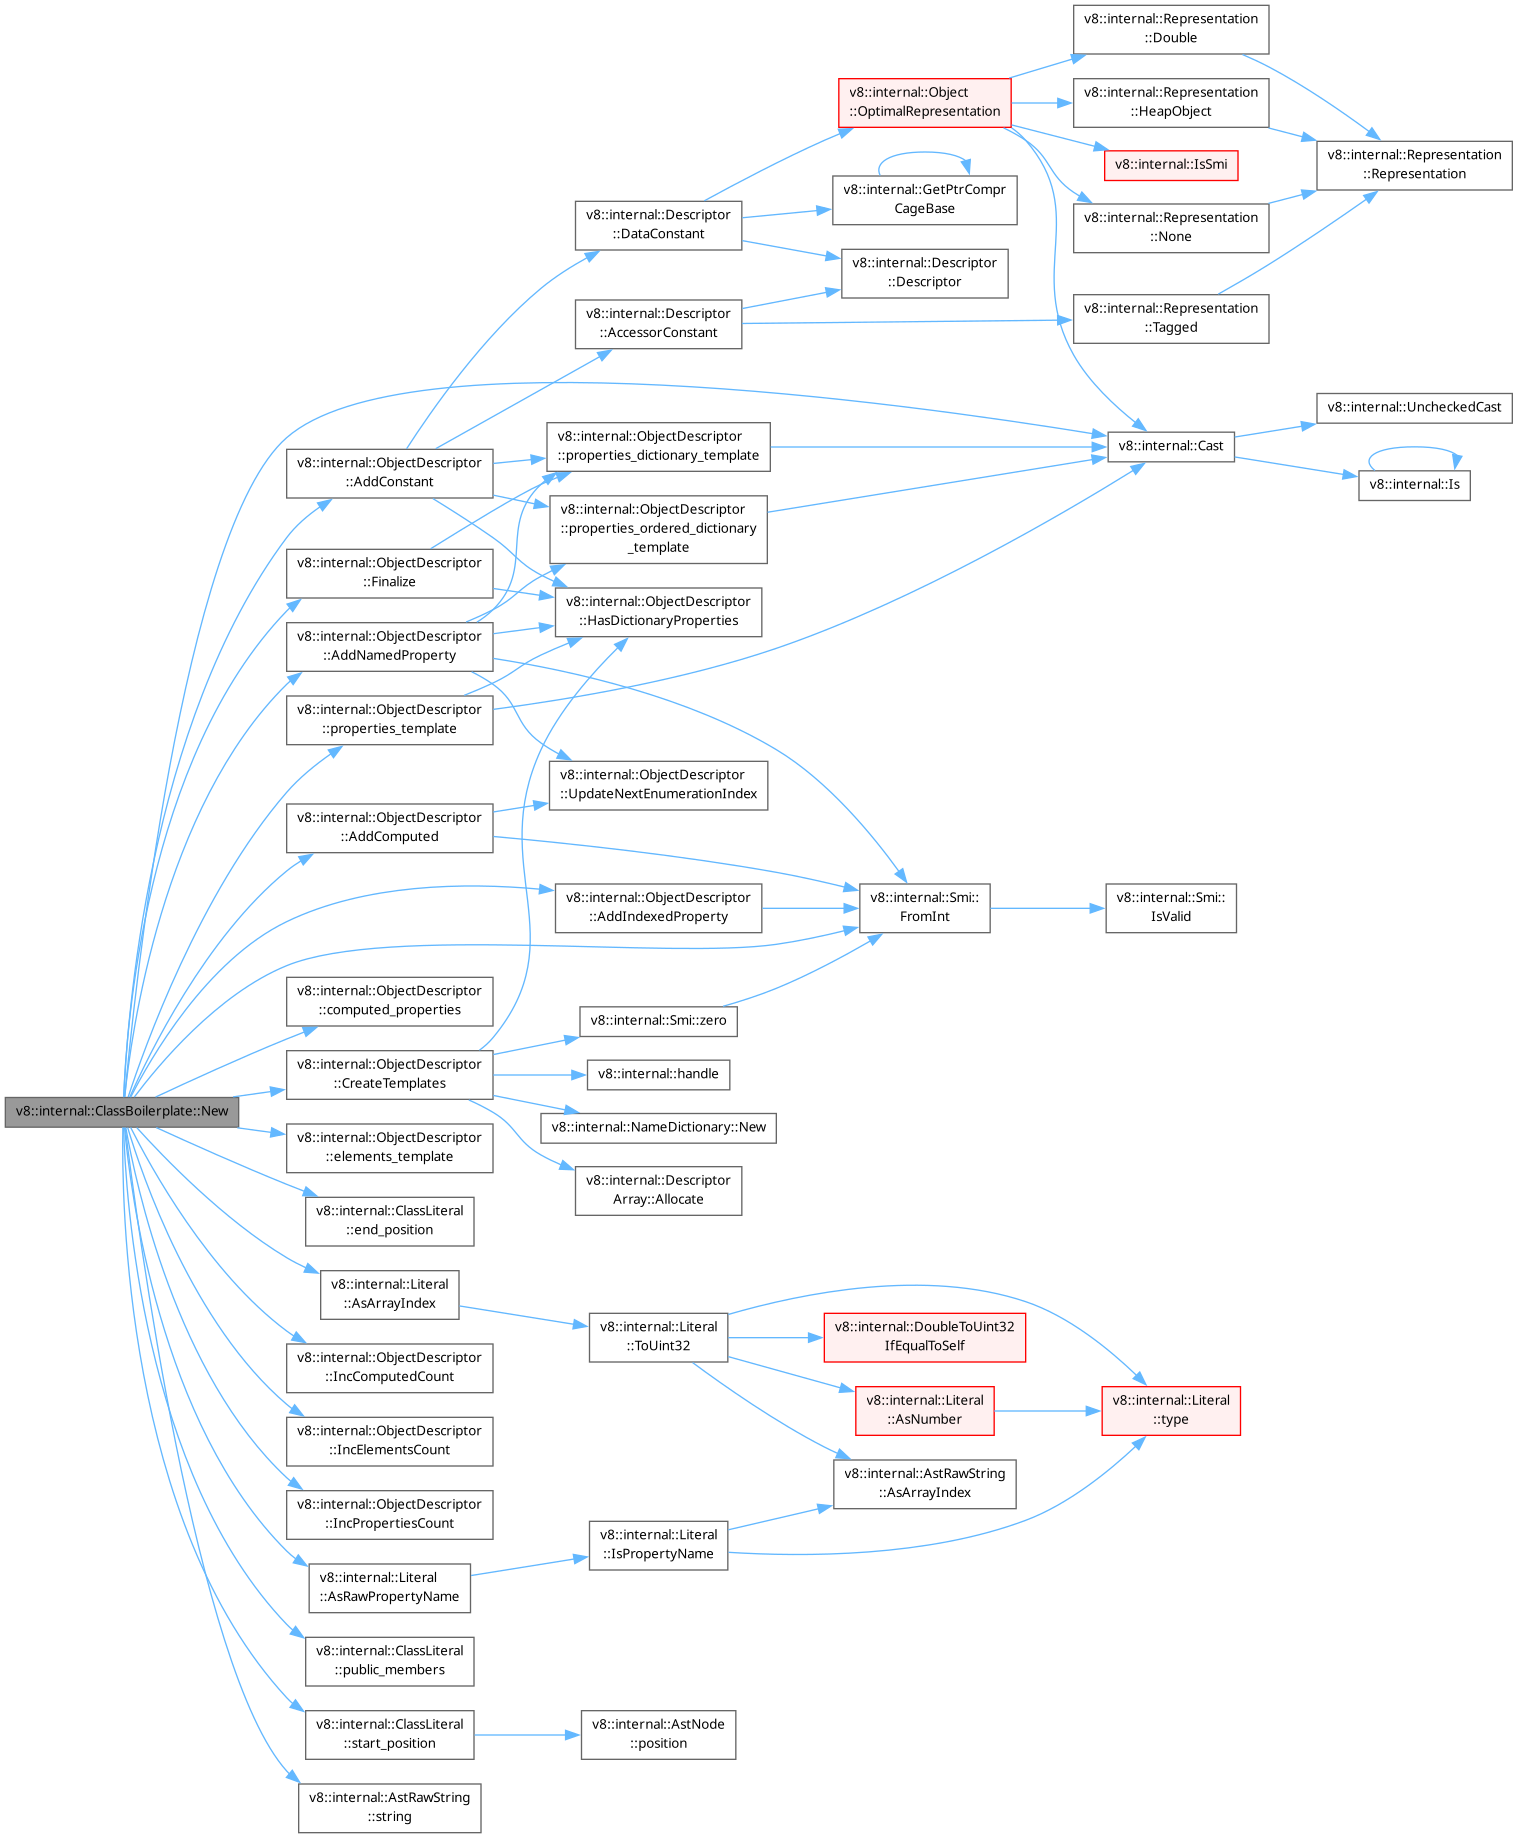 v8::internal::ClassBoilerplate::New
v8::internal::ObjectDescriptor
::AddConstant
v8::internal::ObjectDescriptor
::Finalize
v8::internal::ObjectDescriptor
::AddNamedProperty
v8::internal::ObjectDescriptor
::properties_template
v8::internal::ObjectDescriptor
::AddComputed
v8::internal::ObjectDescriptor
::computed_properties
v8::internal::ObjectDescriptor
::CreateTemplates
v8::internal::ObjectDescriptor
::elements_template
v8::internal::ClassLiteral
::end_position
v8::internal::Literal
::AsArrayIndex
v8::internal::ObjectDescriptor
::IncComputedCount
v8::internal::ObjectDescriptor
::IncElementsCount
v8::internal::ObjectDescriptor
::IncPropertiesCount
v8::internal::Literal
::AsRawPropertyName
v8::internal::ClassLiteral
::public_members
v8::internal::ClassLiteral
::start_position
v8::internal::AstRawString
::string
v8::internal::Descriptor
::DataConstant
v8::internal::Descriptor
::AccessorConstant
v8::internal::ObjectDescriptor
::properties_dictionary_template
v8::internal::ObjectDescriptor
::properties_ordered_dictionary
_template
v8::internal::ObjectDescriptor
::HasDictionaryProperties
v8::internal::ObjectDescriptor
::UpdateNextEnumerationIndex
v8::internal::ObjectDescriptor
::AddIndexedProperty
v8::internal::Smi::zero
v8::internal::handle
v8::internal::NameDictionary::New
v8::internal::Descriptor
Array::Allocate
v8::internal::Literal
::ToUint32
v8::internal::Literal
::IsPropertyName
v8::internal::AstNode
::position
v8::internal::Object
::OptimalRepresentation
v8::internal::GetPtrCompr
CageBase
v8::internal::Descriptor
::Descriptor
v8::internal::Smi::
FromInt
v8::internal::DoubleToUint32
IfEqualToSelf
v8::internal::Literal
::AsNumber
v8::internal::AstRawString
::AsArrayIndex
v8::internal::Representation
::Double
v8::internal::Representation
::HeapObject
v8::internal::IsSmi
v8::internal::Representation
::None
v8::internal::Representation
::Tagged
v8::internal::Cast
v8::internal::Smi::
IsValid
v8::internal::Literal
::type
v8::internal::Representation
::Representation
v8::internal::UncheckedCast
v8::internal::Is